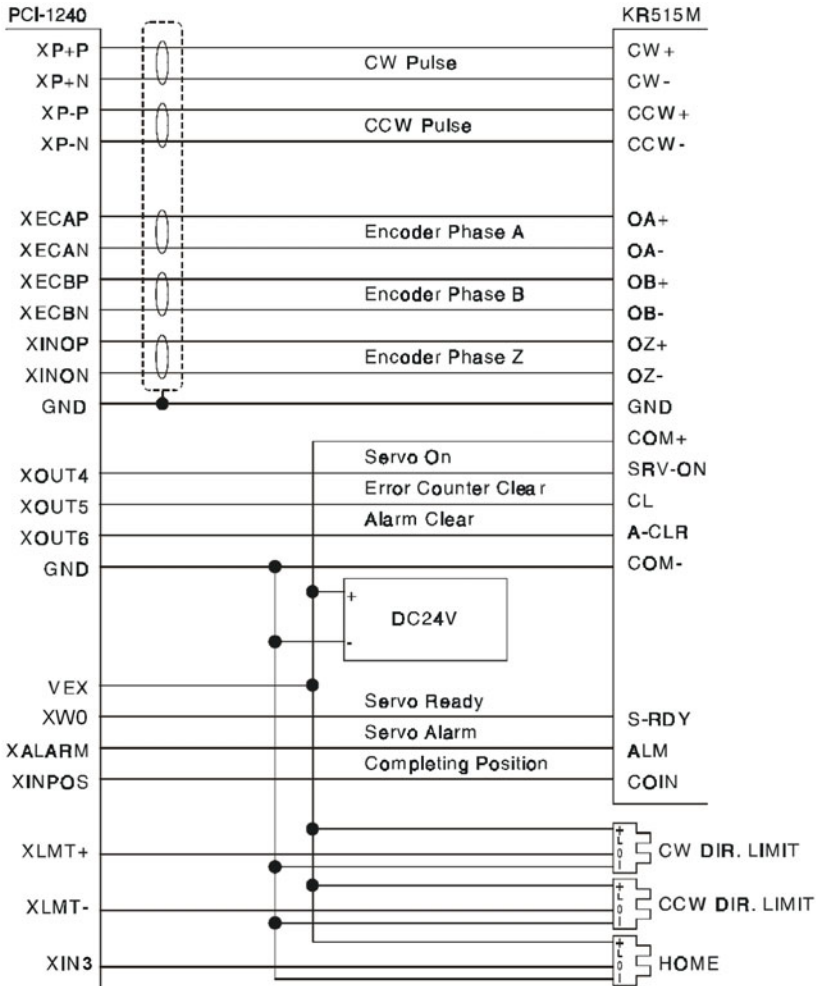 PCI-1240 KR515M
XP+P CW+
CW Pulse
XP+N CW-
XP-P CCW+
CCW Pulse
XP-N CCW-
XECAP OA+
Encoder Phase A
XECAN OA-
XECBP OB+
Encoder Phase B
XECBN OB-
XINOP OZ+
Encoder Phase Z
XINON OZ-
GND GND
COM+
Servo On
XOUT4 SRV-ON
Error Counter Clear
XOUT5 CL
Alarm Clear
XOUT6 A-CLR
GND COM-
+
DC24V
-
VEX
Servo Ready
XW0 S-RDY
Servo Alarm
XALARM ALM
Completing Position
XINPOS COIN
+
L
XLMT+ O CW DIR. LIMIT
-
+
L
XLMT- O CCW DIR. LIMIT
-
+
L
XIN3 O HOME
-